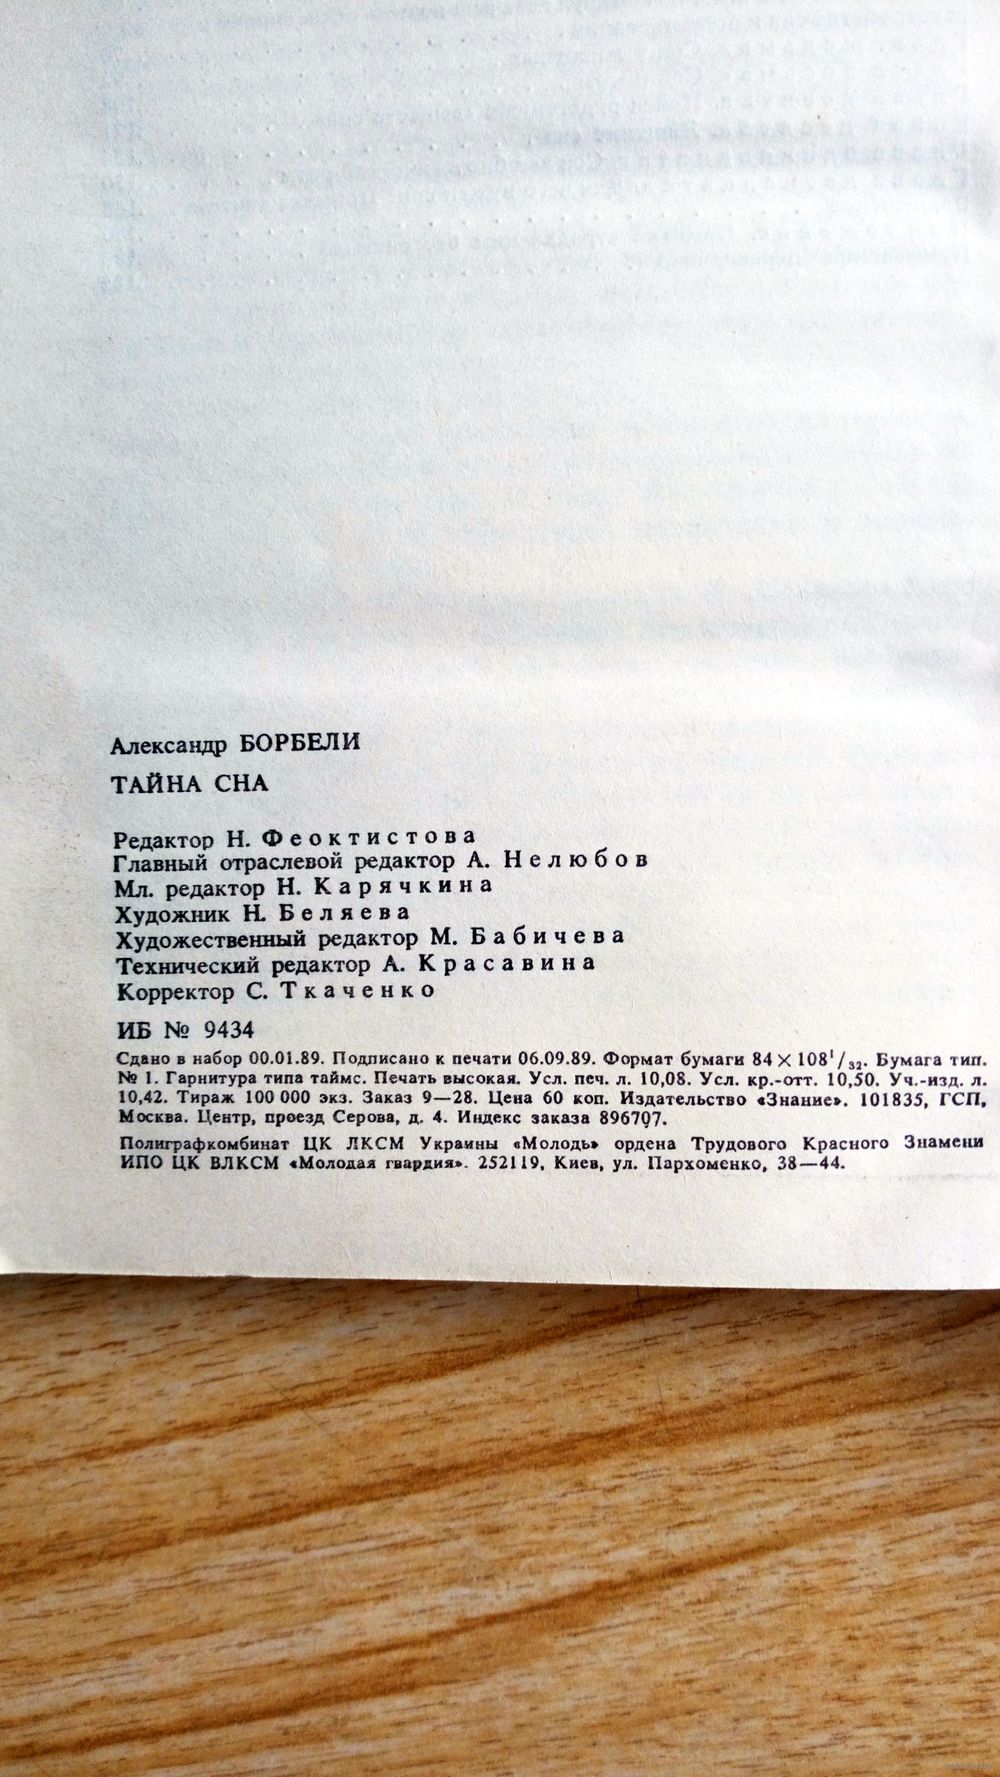 Александр БОРБЕЛИ
ТАЙНА СНА
Редактор Н. Феоктистова
Главный отраслевой редактор А. Нелюбов
Мл. редактор Н. Карячкина
Художник Н. Беляева
Художественный редактор М. Бабичева
Технический редактор А. Красавина
Корректор С. Ткаченко
ИБ № 9434
Сдано в набор 00.01.89. Подписано к печати 06.09.89. Формат бумаги 84×108¹/₃₂. Бумага тип.
№ 1. Гарнитура типа таймс. Печать высокая. Усл. печ. л. 10,08. Усл. кр.-отт. 10,50. Уч.-изд. л.
10,42. Тираж 100 000 экз. Заказ 9—28. Цена 60 коп. Издательство «Знание». 101835, ГСП,
Москва. Центр, проезд Серова, д. 4. Индекс заказа 896707.
Полиграфкомбинат ЦК ЛКСМ Украины «Молодь» ордена Трудового Красного Знамени
ИПО ЦК ВЛКСМ «Молодая гвардия». 252119, Киев, ул. Пархоменко, 38—44.